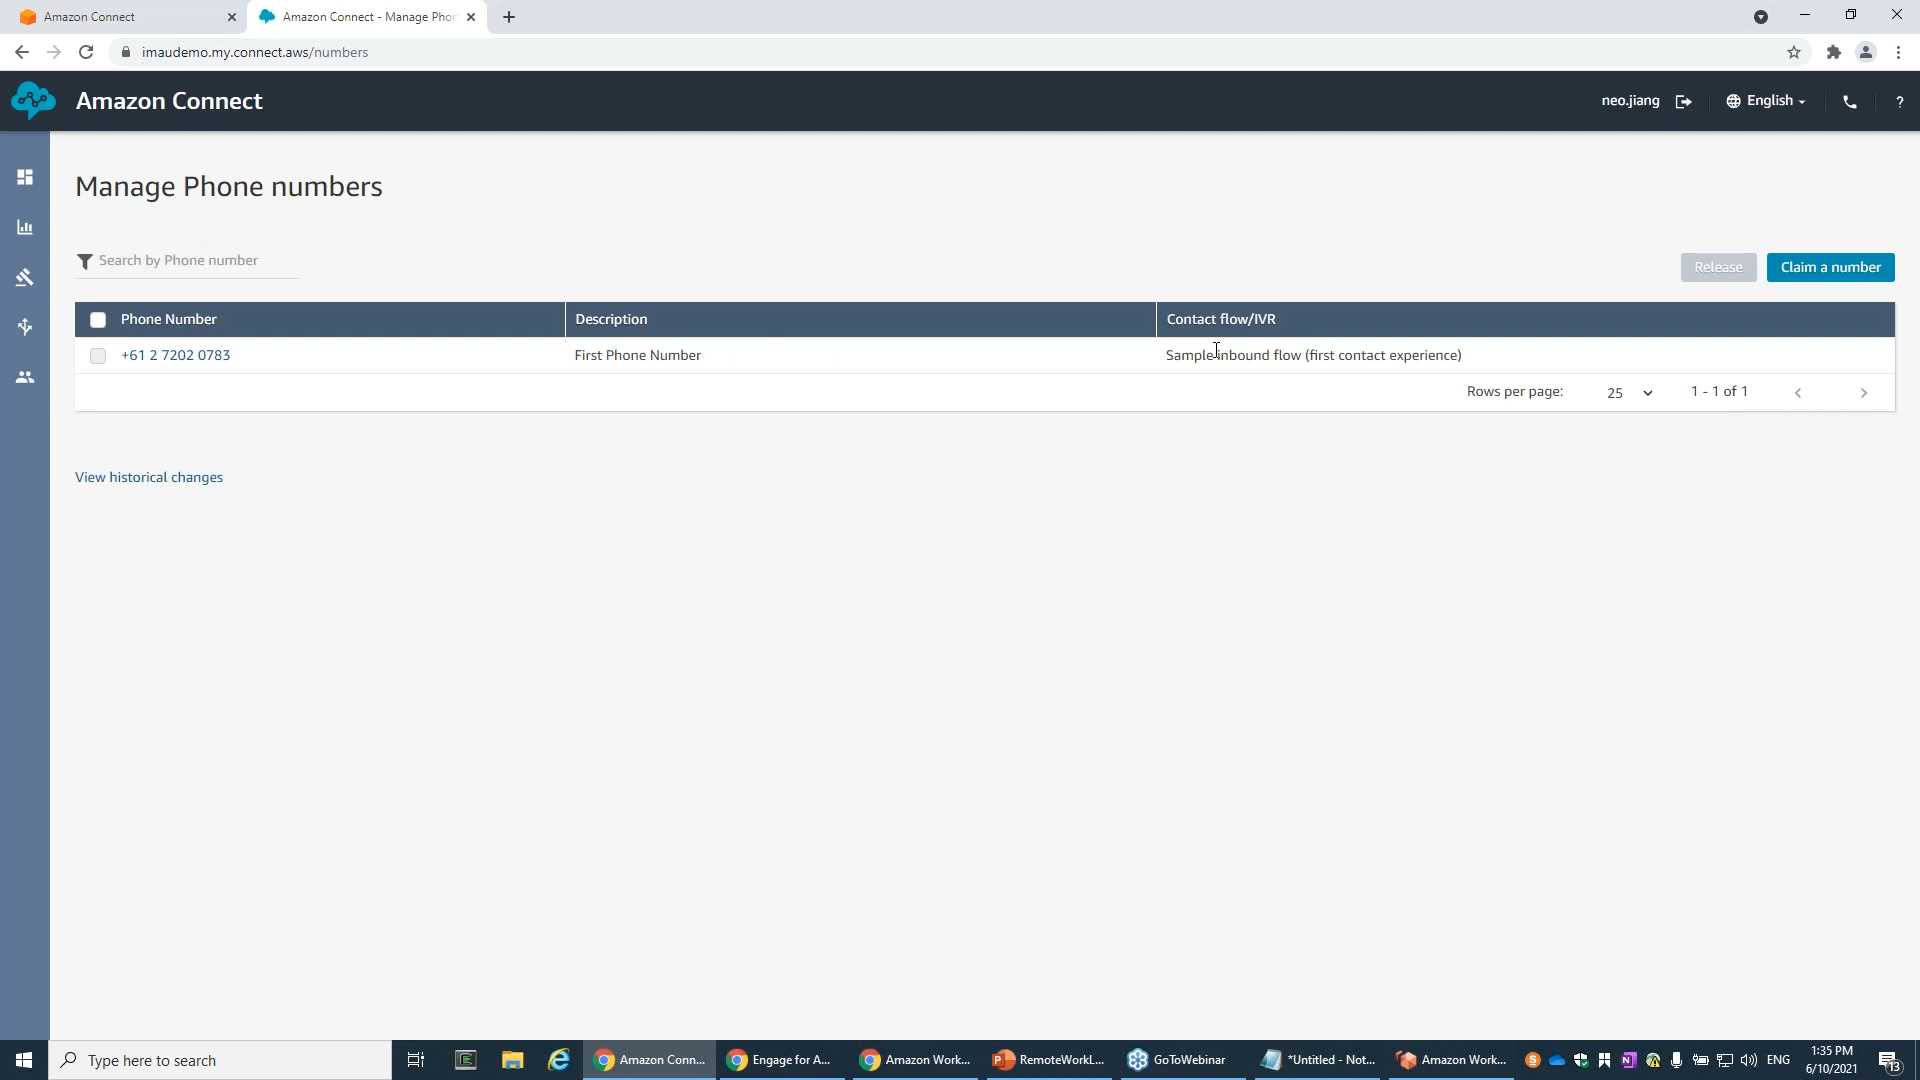 Amazon Connect
Amazon Connect - Manage Phon
imaudemo.my.connect.aws/numbers
Amazon Connect
neo.jiang
English
?
Manage Phone numbers
Search by Phone number
Release
Claim a number
Phone Number
Description
Contact flow/IVR
+61 2 7202 0783
First Phone Number
Sample inbound flow (first contact experience)
Rows per page:
25
1 - 1 of 1
View historical changes
Type here to search
Amazon Conn...
Engage for A...
Amazon Work...
RemoteWorkL...
GoToWebinar
*Untitled - Not...
Amazon Work...
ENG
1:35 PM
6/10/2021
13